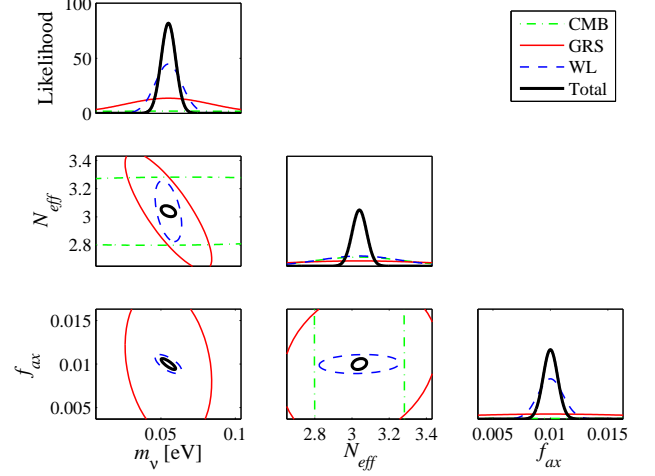 100
50
0
Likelihood
CMB
GRS
WL
Total
3.4
3.2
3
2.8
N_eff
0.015
0.01
0.005
f_ax
0.05 0.1
m_ν [eV]
2.8 3.1 3.4
N_eff
0.005 0.01 0.015
f_ax